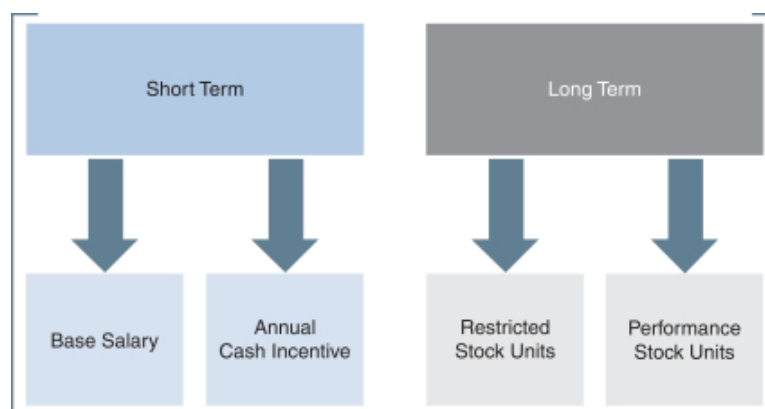 Short Term
Long Term
Base Salary
Annual
Cash Incentive
Restricted
Stock Units
Performance
Stock Units